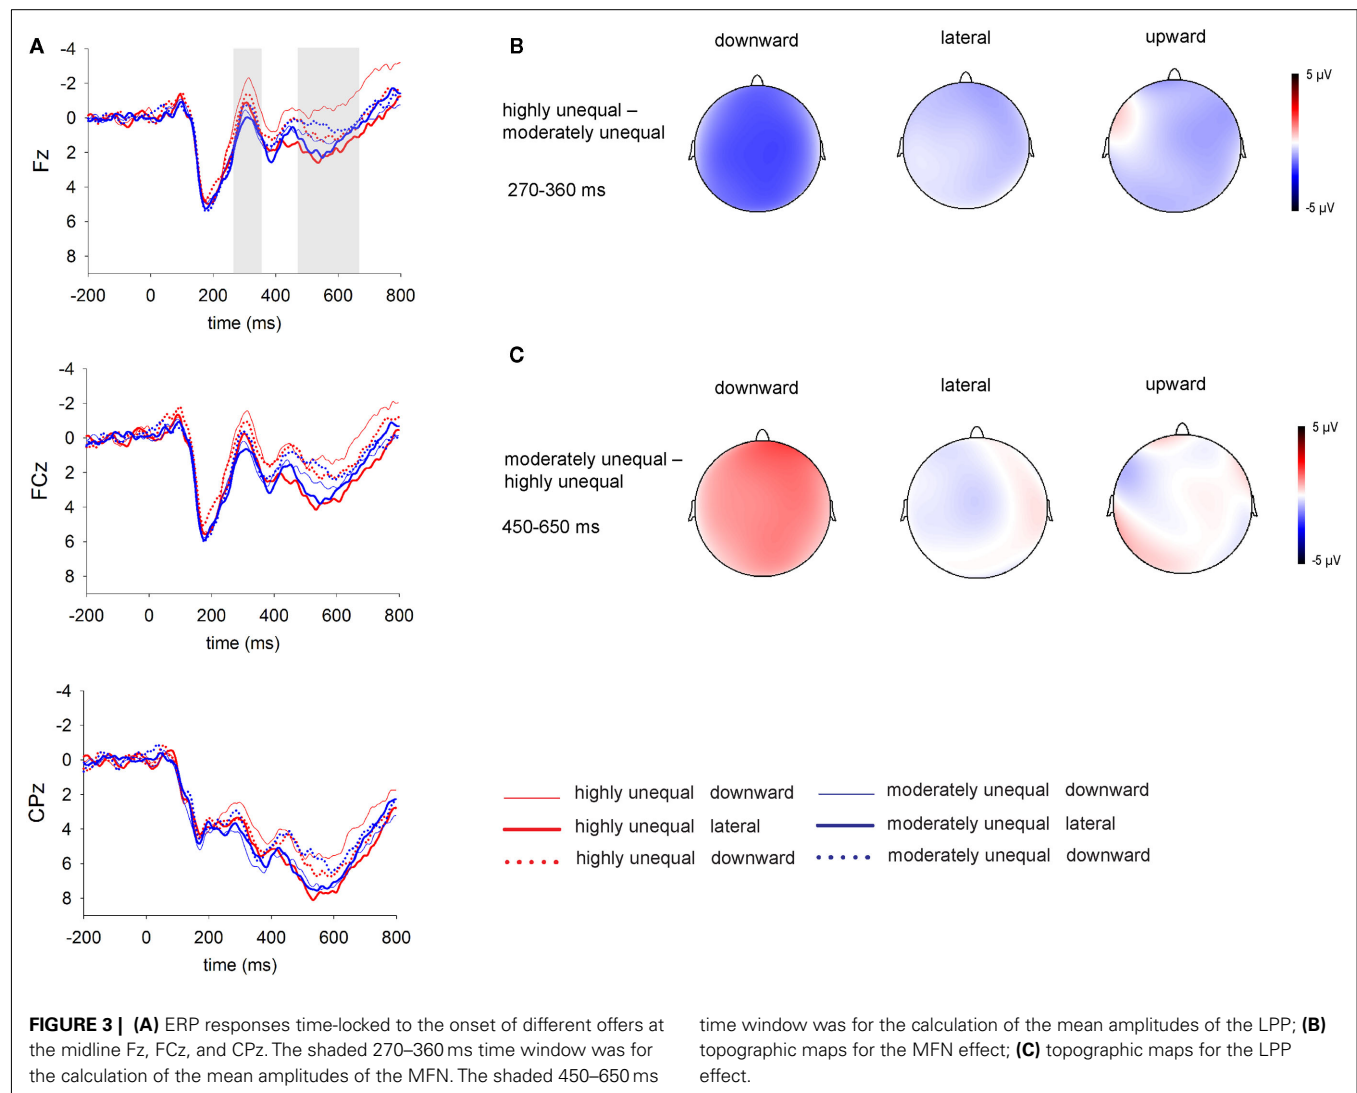 A
-4
-2
0
2
4
6
8
Fz
-200 0 200 400 600 800
time (ms)
-4
-2
0
2
4
6
8
FCz
-200 0 200 400 600 800
time (ms)
-4
-2
0
2
4
6
8
CPz
-200 0 200 400 600 800
time (ms)
B
downward lateral upward
highly unequal –
moderately unequal
270-360 ms
5 µV
-5 µV
C
downward lateral upward
moderately unequal –
highly unequal
450-650 ms
5 µV
-5 µV
highly unequal downward moderately unequal downward
highly unequal lateral moderately unequal lateral
highly unequal downward moderately unequal downward
FIGURE 3 | (A) ERP responses time-locked to the onset of different offers at
the midline Fz, FCz, and CPz. The shaded 270–360 ms time window was for
the calculation of the mean amplitudes of the MFN. The shaded 450–650 ms
time window was for the calculation of the mean amplitudes of the LPP; (B)
topographic maps for the MFN effect; (C) topographic maps for the LPP
effect.